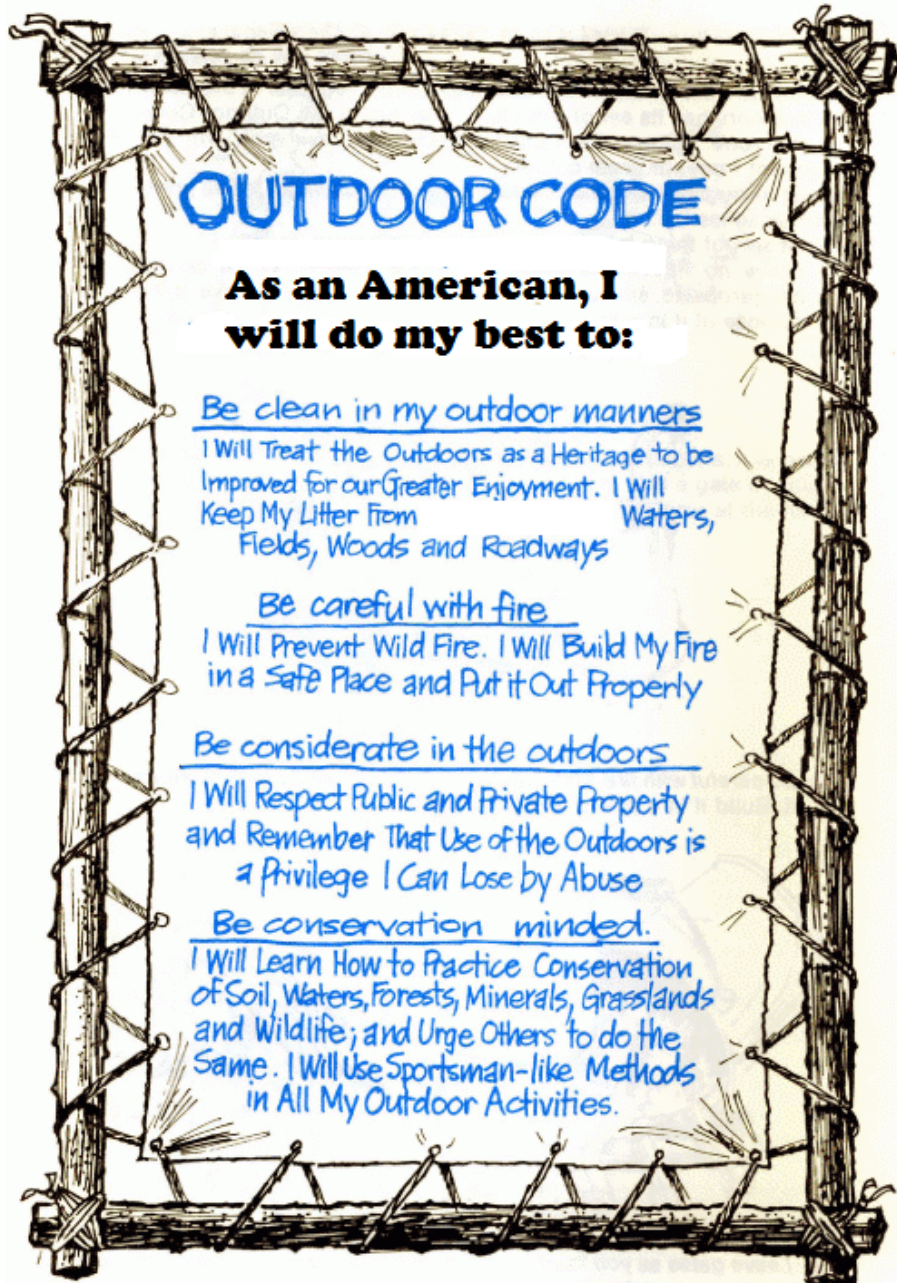 OUTDOOR CODE
As an American, I
will do my best to:
Be clean in my outdoor manners
I Will Treat the Outdoors as a Heritage to be
Improved for our Greater Enjoyment. I Will
Keep My Litter From Waters,
Fields, Woods and Roadways
Be careful with fire
I Will Prevent Wild Fire. I Will Build My Fire
in a Safe Place and Put it Out Properly
Be considerate in the outdoors
I Will Respect Public and Private Property
and Remember That Use of the Outdoors is
a Privilege I Can Lose by Abuse
Be conservation minded.
I Will Learn How to Practice Conservation
of Soil, Waters, Forests, Minerals, Grasslands
and Wildlife; and Urge Others to do the
Same. I Will Use Sportsman-like Methods
in All My Outdoor Activities.